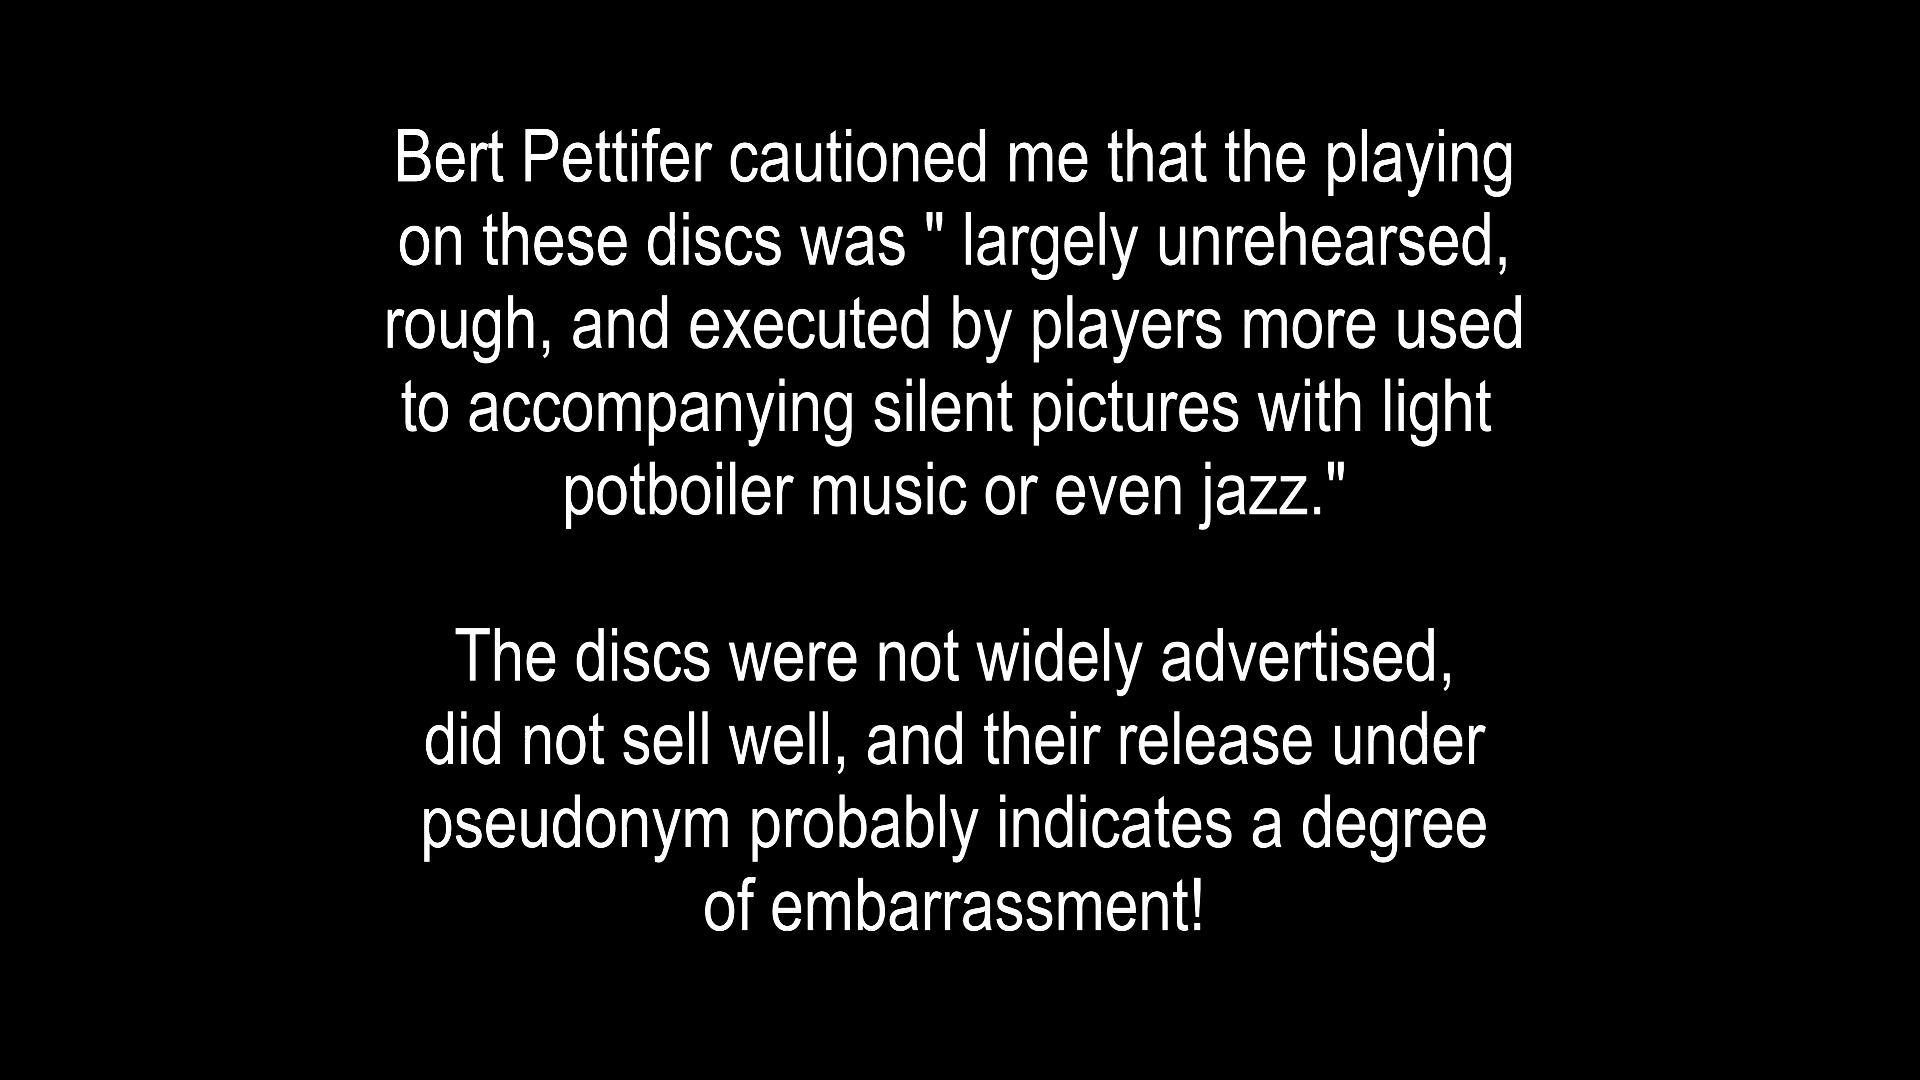 Bert Pettifer cautioned me that the playing
on these discs was " largely unrehearsed,
rough, and executed by players more used
to accompanying silent pictures with light
potboiler music or even jazz."
The discs were not widely advertised,
did not sell well, and their release under
pseudonym probably indicates a degree
of embarrassment!